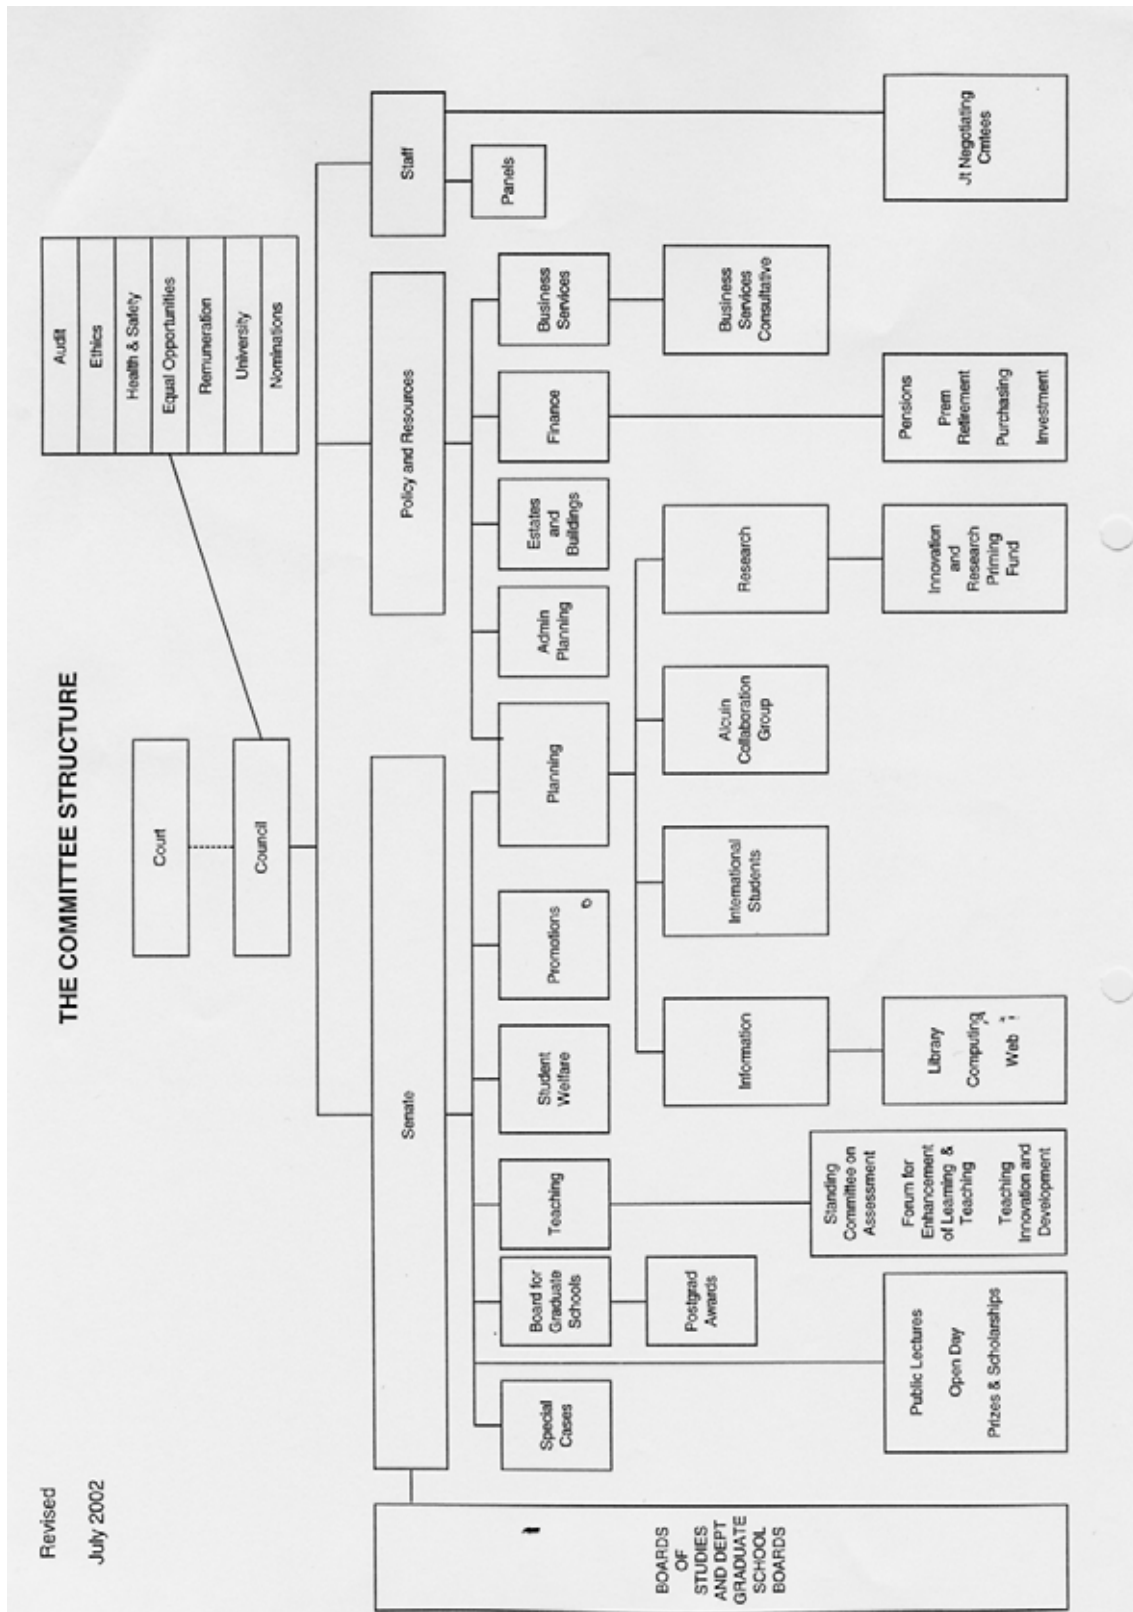 Revised
July 2002
THE COMMITTEE STRUCTURE
Court
Council
Audit
Ethics
Health & Safety
Equal Opportunities
Remuneration
University
Nominations
Senate
Policy and Resources
Staff
BOARDS
OF
STUDIES
AND DEPT
GRADUATE
SCHOOL
BOARDS
Special
Cases
Board for
Graduate
Schools
Teaching
Student
Welfare
Promotions
Planning
Admin
Planning
Estates
and
Buildings
Finance
Business
Services
Panels
Postgrad
Awards
Information
International
Students
Alcuin
Collaboration
Group
Research
Business
Services
Consultative
Public Lectures
Open Day
Prizes & Scholarships
Standing
Committee on
Assessment
Forum for
Enhancement
of Learning &
Teaching
Teaching
Innovation and
Development
Library
Computing
Web
Innovation
and
Research
Priming
Fund
Pensions
Prem
Retirement
Purchasing
Investment
Jt Negotiating
Cmtees